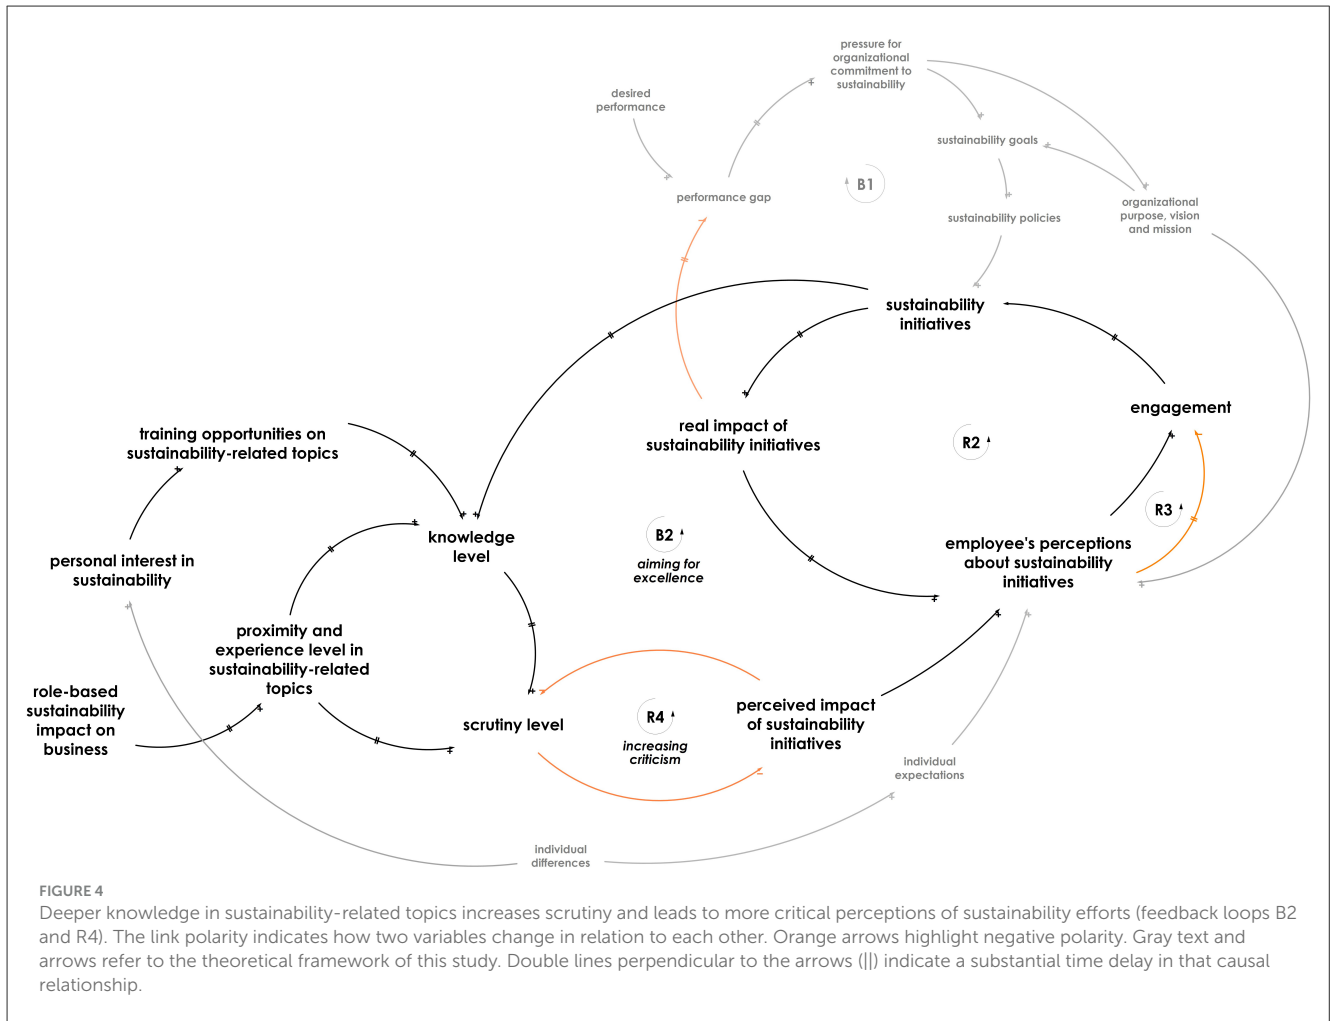 pressure for
organizational
commitment to
sustainability
desired
performance
sustainability goals
B1
performance gap
organizational
purpose, vision
and mission
sustainability policies
sustainability
initiatives
engagement
real impact of
sustainability initiatives
R2
training opportunities on
sustainability-related topics
R3
knowledge
level
B2
aiming for
excellence
employee's perceptions
about sustainability
initiatives
personal interest in
sustainability
proximity and
experience level in
sustainability-related
topics
role-based
sustainability
impact on
business
scrutiny level
R4
increasing
criticism
perceived impact
of sustainability
initiatives
individual
expectations
individual
differences
FIGURE 4
Deeper knowledge in sustainability-related topics increases scrutiny and leads to more critical perceptions of sustainability efforts (feedback loops B2
and R4). The link polarity indicates how two variables change in relation to each other. Orange arrows highlight negative polarity. Gray text and
arrows refer to the theoretical framework of this study. Double lines perpendicular to the arrows (||) indicate a substantial time delay in that causal
relationship.